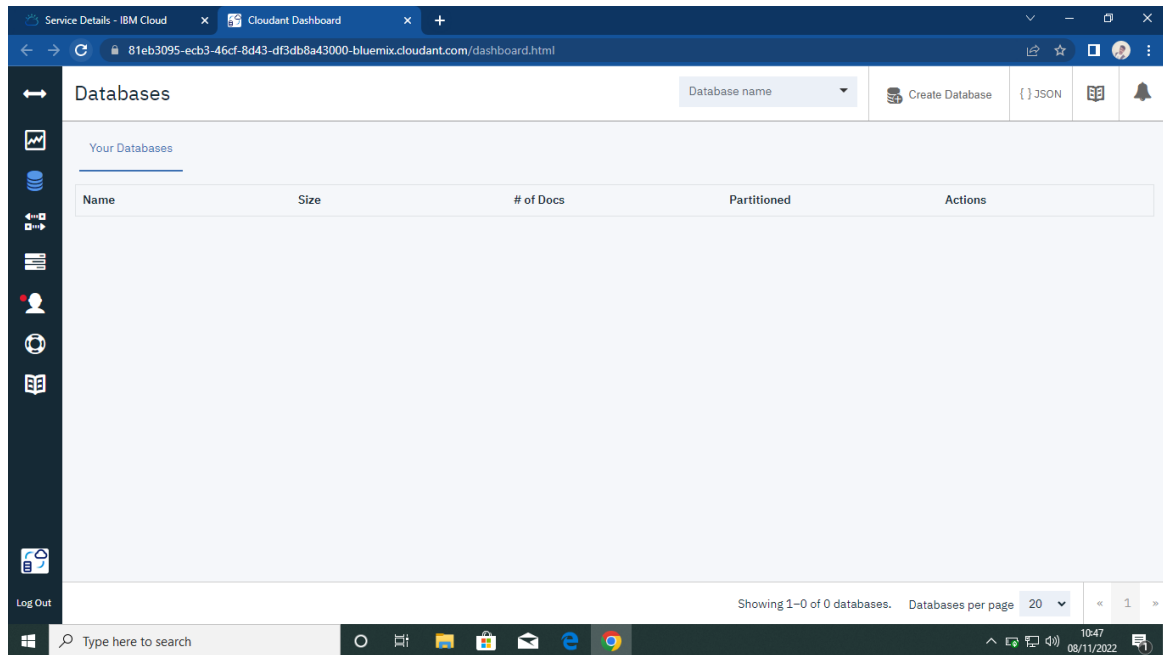 Service Details - IBM Cloud
Cloudant Dashboard
81eb3095-ecb3-46cf-8d43-df3db8a43000-bluemix.cloudant.com/dashboard.html
Databases
Database name
Create Database
{ } JSON
Your Databases
Name Size # of Docs Partitioned Actions
Showing 1–0 of 0 databases. Databases per page 20 « 1 »
Log Out
Type here to search
10:47
08/11/2022
1